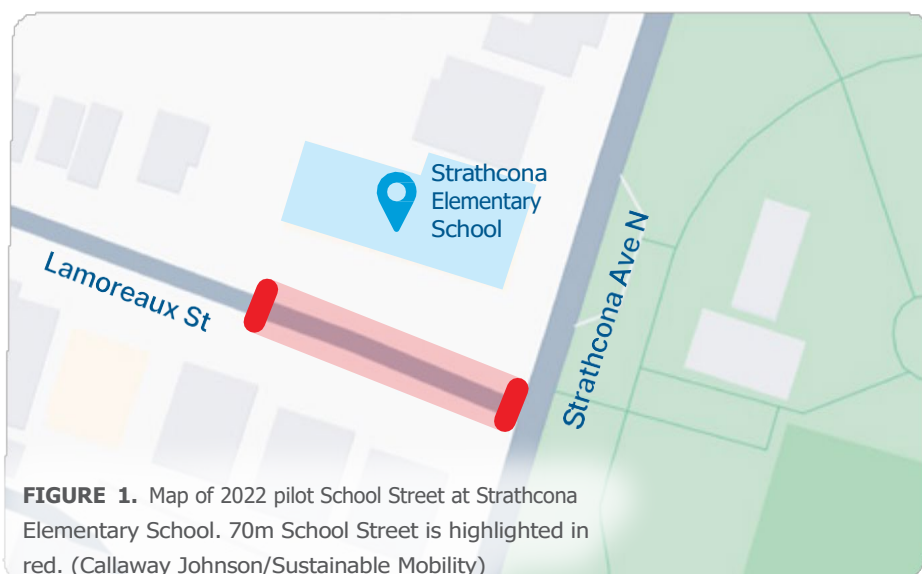 Strathcona
Elementary
School
Lamoreaux St
Strathcona Ave N
FIGURE 1. Map of 2022 pilot School Street at Strathcona
Elementary School. 70m School Street is highlighted in
red. (Callaway Johnson/Sustainable Mobility)